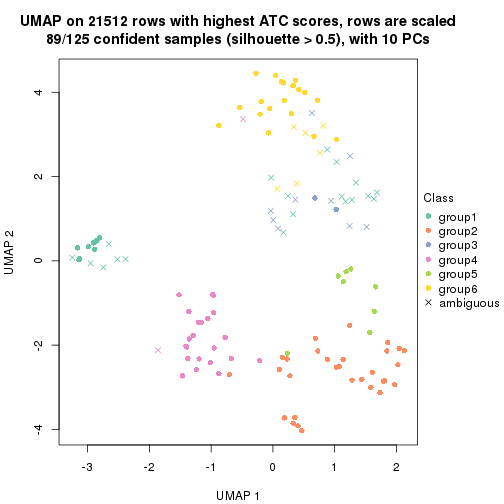 UMAP on 21512 rows with highest ATC scores, rows are scaled
89/125 confident samples (silhouette > 0.5), with 10 PCs
4
2
0
-2
-4
UMAP 2
-3
-2
-1
0
1
2
UMAP 1
Class
group1
group2
group3
group4
group5
group6
ambiguous